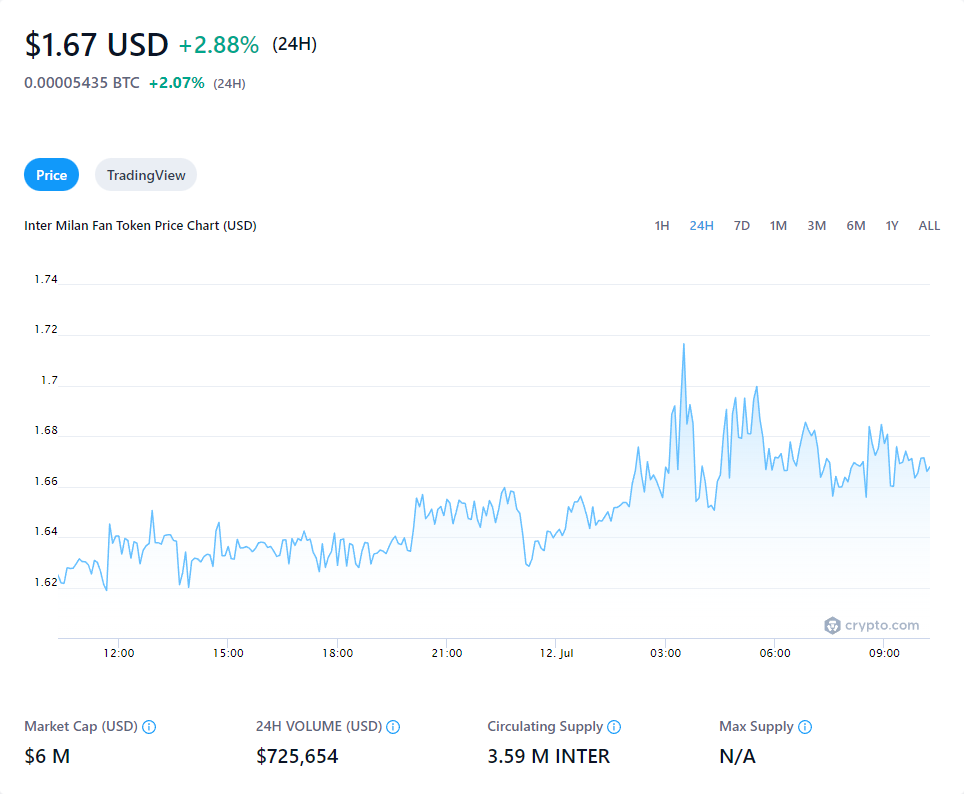 $1.67 USD +2.88% (24H)
0.00005435 BTC +2.07% (24H)
Price TradingView
Inter Milan Fan Token Price Chart (USD) 1H 24H 7D 1M 3M 6M 1Y ALL
1.74
1.72
1.7
1.68
1.66
1.64
1.62
crypto.com
12:00 15:00 18:00 21:00 12. Jul 03:00 06:00 09:00
Market Cap (USD) 24H VOLUME (USD) Circulating Supply Max Supply
$6 M $725,654 3.59 M INTER N/A